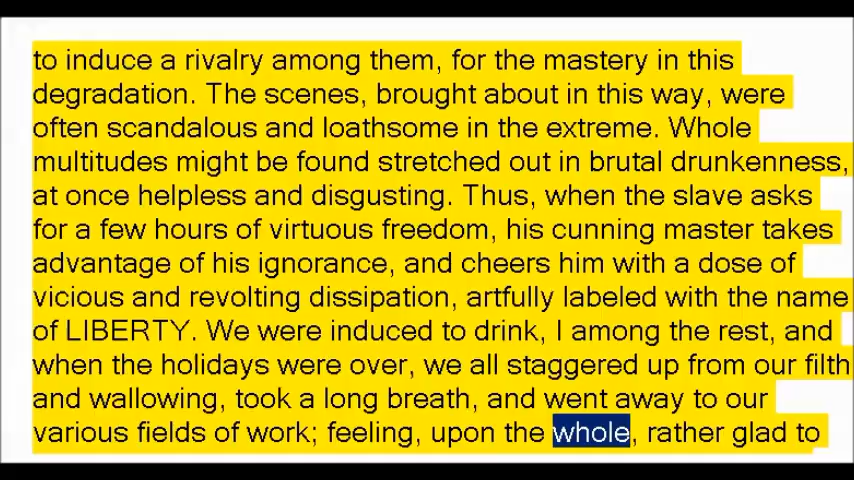 to induce a rivalry among them, for the mastery in this
degradation. The scenes, brought about in this way, were
often scandalous and loathsome in the extreme. Whole
multitudes might be found stretched out in brutal drunkenness,
at once helpless and disgusting. Thus, when the slave asks
for a few hours of virtuous freedom, his cunning master takes
advantage of his ignorance, and cheers him with a dose of
vicious and revolting dissipation, artfully labeled with the name
of LIBERTY. We were induced to drink, I among the rest, and
when the holidays were over, we all staggered up from our filth
and wallowing, took a long breath, and went away to our
various fields of work; feeling, upon the whole, rather glad to